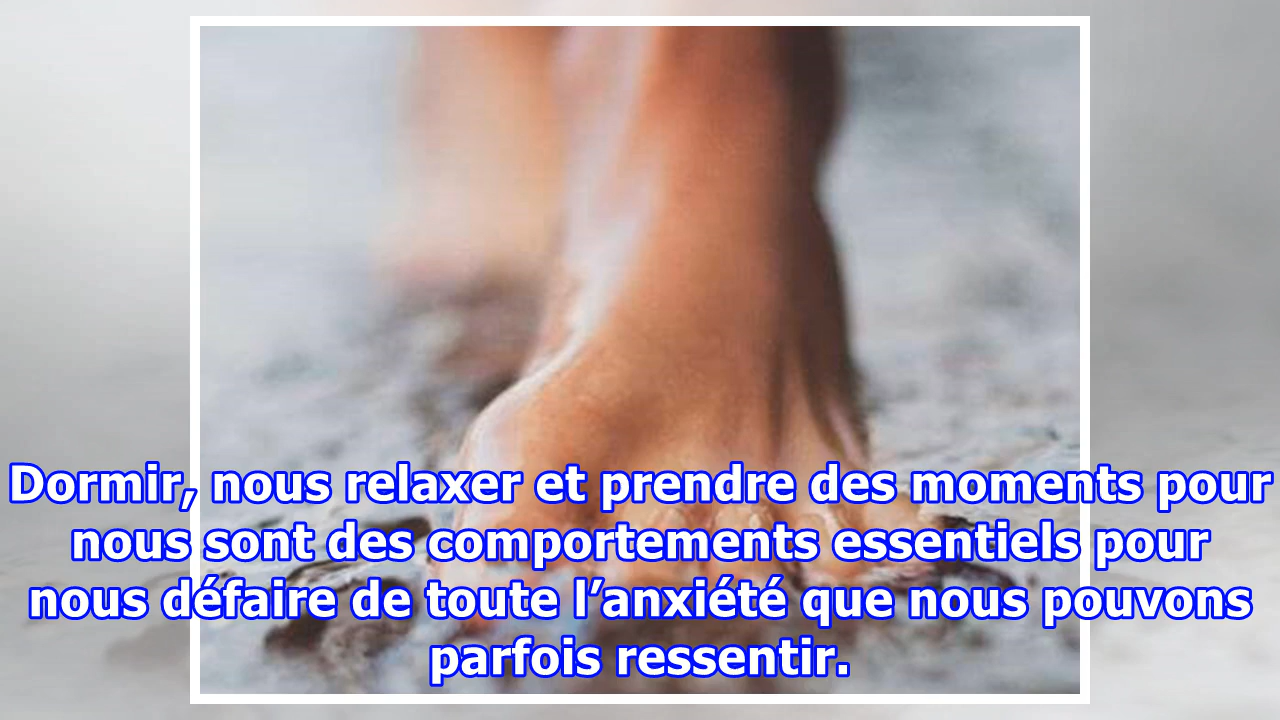 Dormir, nous relaxer et prendre des moments pour
nous sont des comportements essentiels pour
nous défaire de toute l’anxiété que nous pouvons
parfois ressentir.